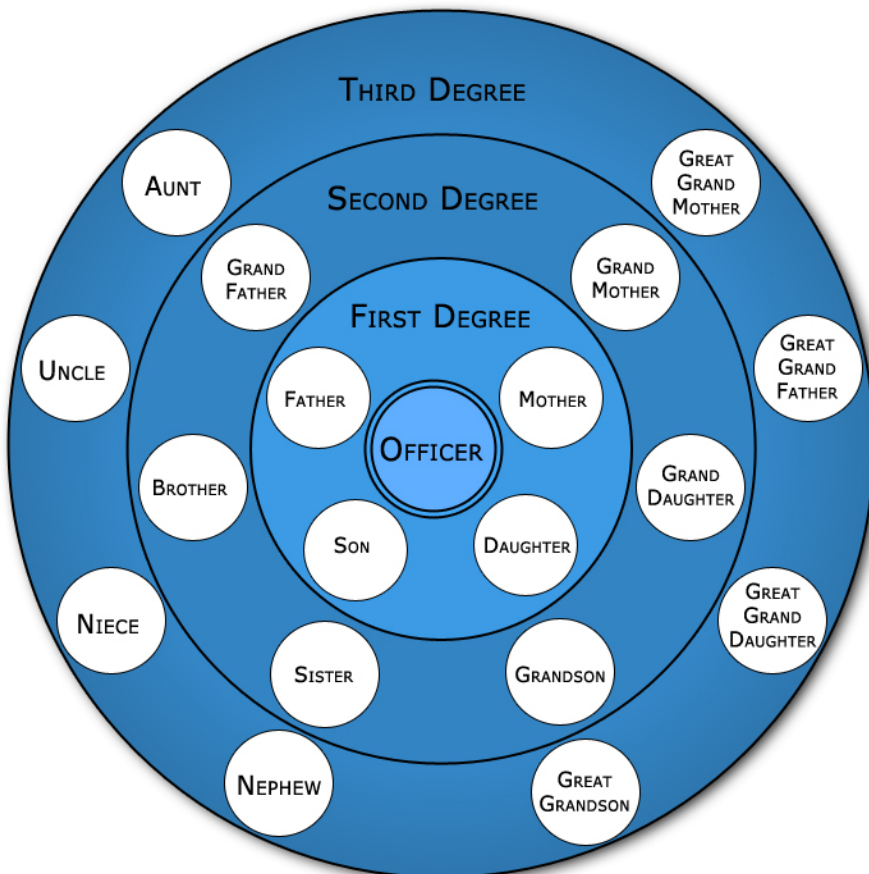 Third Degree
Aunt
Great
Grand
Mother
Second Degree
Grand
Father
Grand
Mother
First Degree
Uncle
Great
Grand
Father
Father
Mother
Officer
Brother
Grand
Daughter
Son
Daughter
Niece
Great
Grand
Daughter
Sister
Grandson
Nephew
Great
Grandson